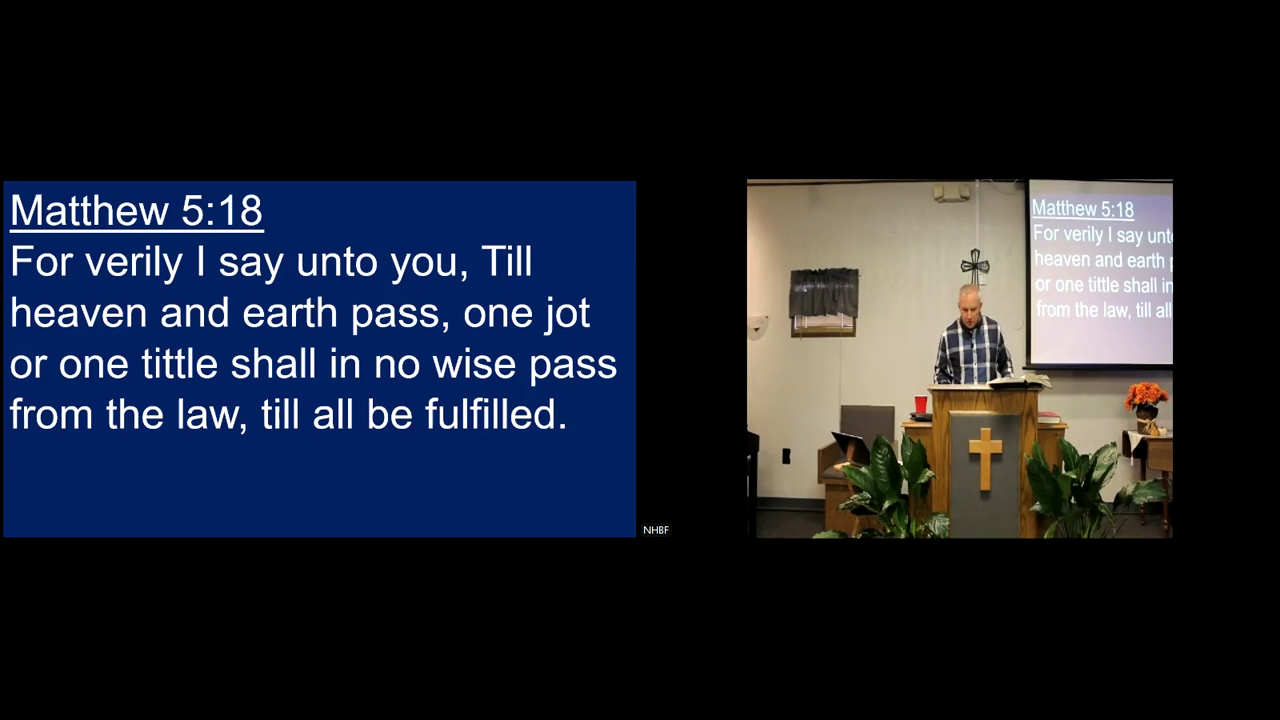 Matthew 5:18
For verily I say unto you, Till
heaven and earth pass, one jot
or one tittle shall in no wise pass
from the law, till all be fulfilled.
NHBF
Matthew 5:18
For verily I say unt
heaven and earth p
or one tittle shall in
from the law, till all